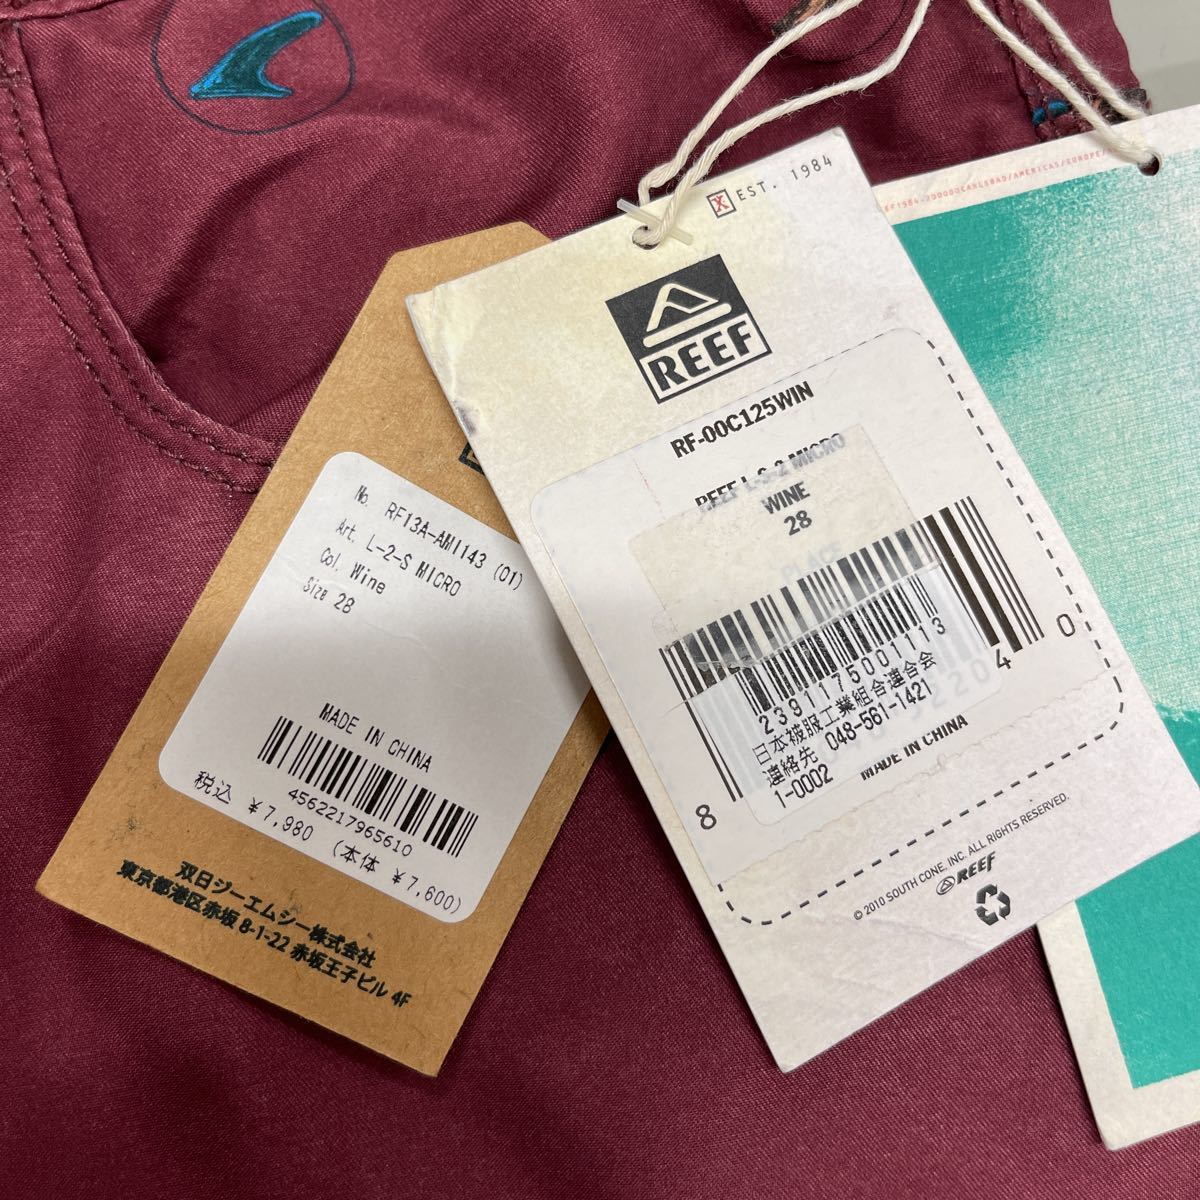 No. RF13A-AM1143 (01)
Art. L-2-S MICRO
Col. Wine
Size 28
MADE IN CHINA
4562217965610
税込 ¥7,980 (本体 ¥7,600)
双日ジーエムシー株式会社
東京都港区赤坂8-1-22 赤坂王子ビル 4F
X EST. 1984
REEF
RF-00C125WIN
REEF L-S-2 MICRO
WINE
28
PLACE
2391175001113
日本被服工業組合連合会
連絡先 048-561-1421
1-0002
MADE IN CHINA
8
0
© 2010 SOUTH CONE, INC. ALL RIGHTS RESERVED.
REEF